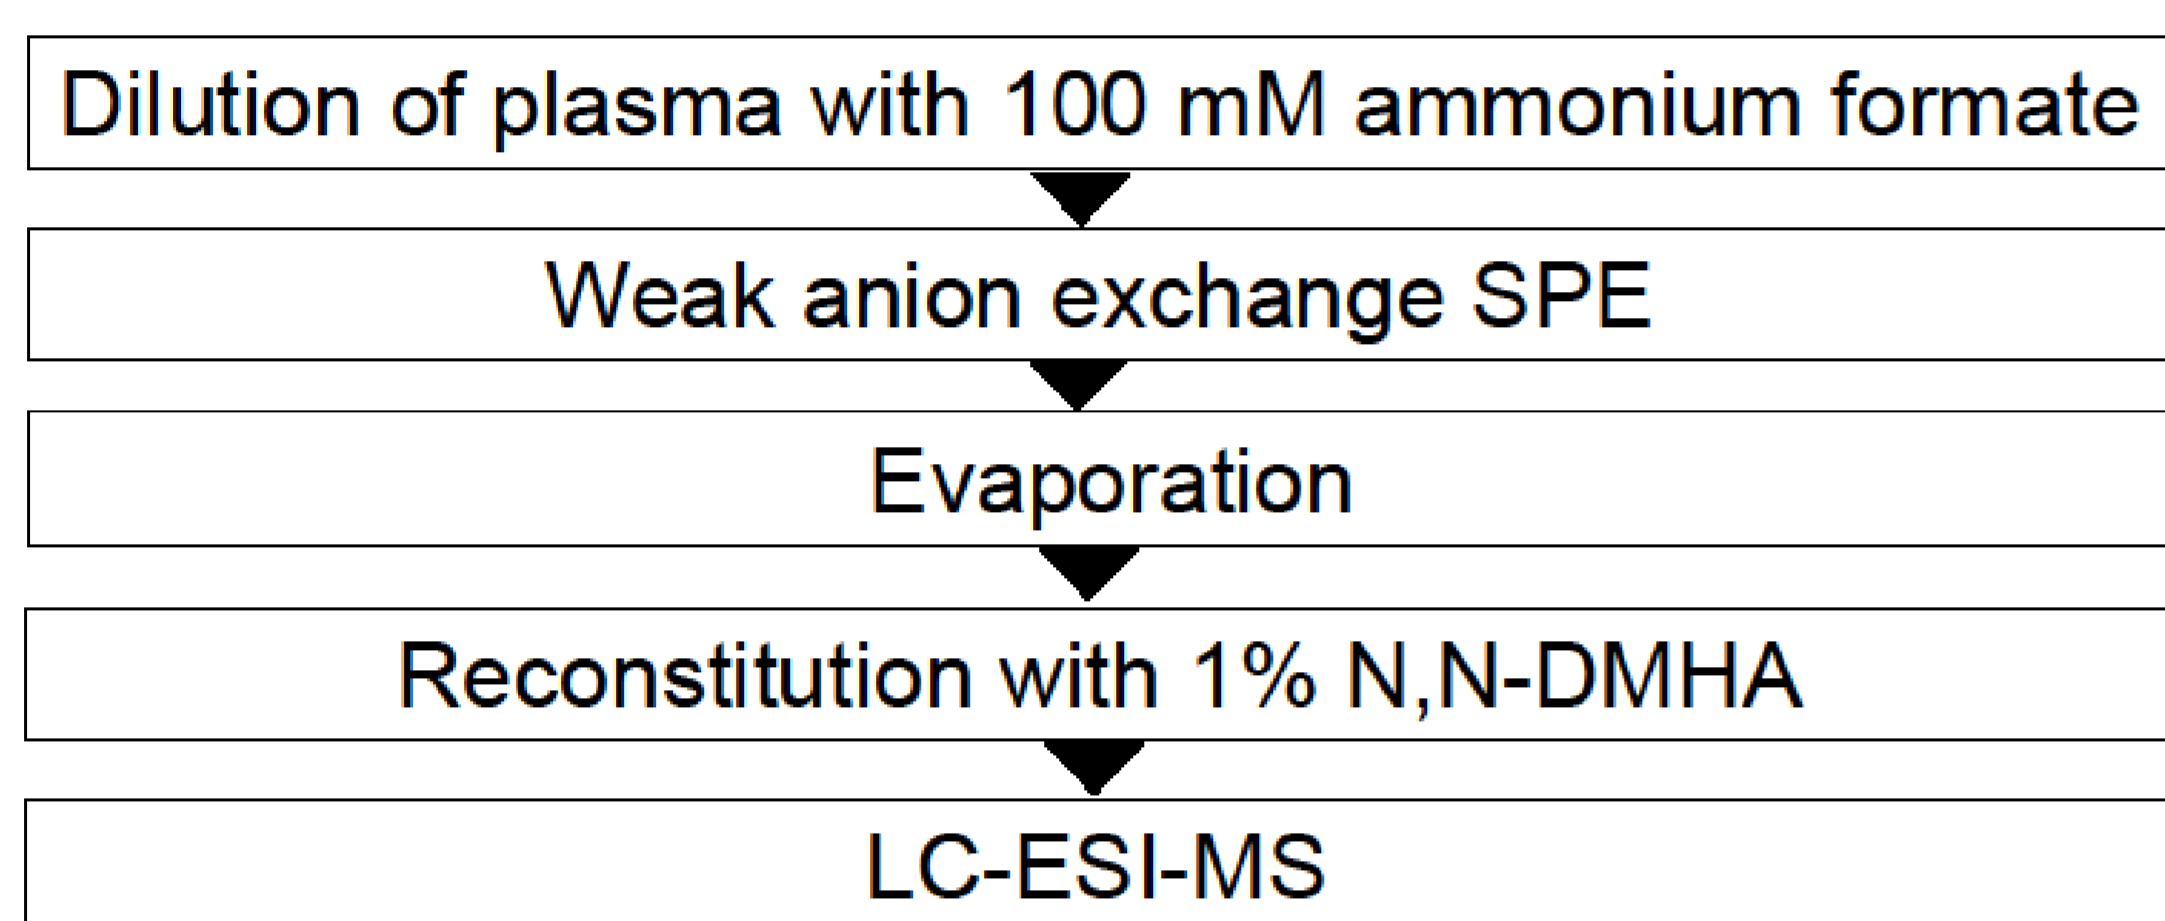 Dilution of plasma with 100 mM ammonium formate
Weak anion exchange SPE
Evaporation
Reconstitution with 1% N,N-DMHA
LC-ESI-MS